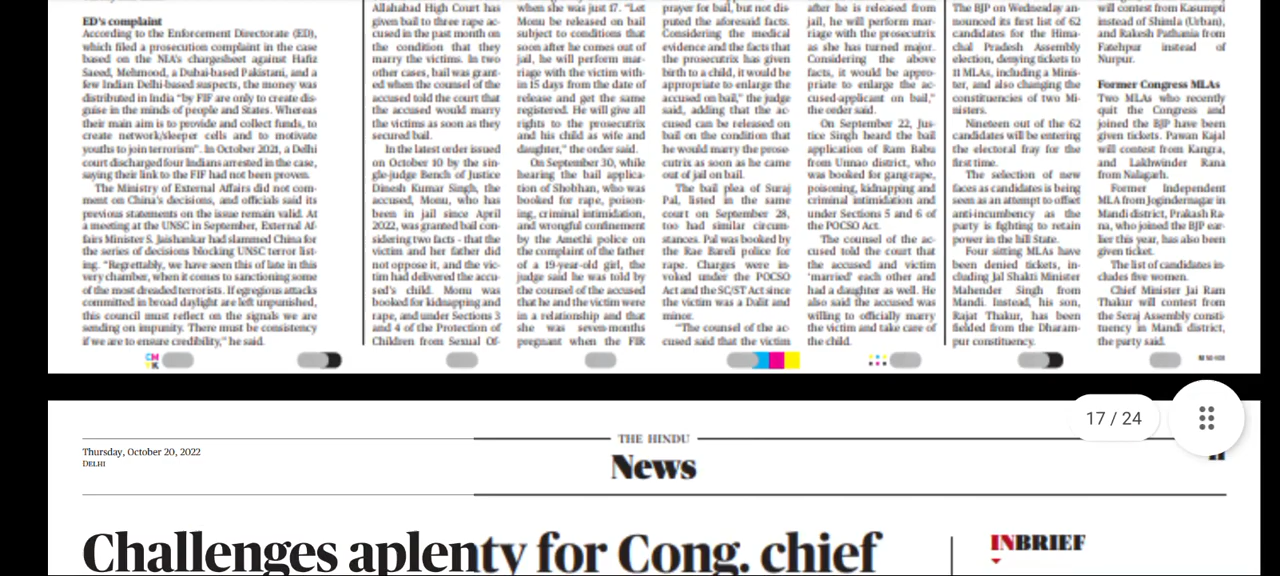 ED's complaint
According to the Enforcement Directorate (ED),
which filed a prosecution complaint in the case
based on the NIA's chargesheet against Hafiz
Saeed, Mehmood, a Dubai-based Pakistani, and a
few Indian Delhi-based suspects, the money was
distributed in India "by FIF are only to create dis-
guise in the minds of people and States. Whereas
their main aim is to provide and collect funds, to
create network/sleeper cells and to motivate
youths to join terrorism". In October 2021, a Delhi
court discharged four Indians arrested in the case,
saying their link to the FIF had not been proven.
The Ministry of External Affairs did not com-
ment on China's decisions, and officials said its
previous statements on the issue remain valid. At
a meeting at the UNSC in September, External Af-
fairs Minister S. Jaishankar had slammed China for
the series of decisions blocking UNSC terror list-
ing. "Regrettably, we have seen this of late in this
very chamber, when it comes to sanctioning some
of the most dreaded terrorists. If egregious attacks
committed in broad daylight are left unpunished,
this council must reflect on the signals we are
sending on impunity. There must be consistency
if we are to ensure credibility," he said.
Allahabad High Court has
given bail to three rape ac-
cused in the past month on
the condition that they
marry the victims. In two
other cases, bail was grant-
ed when the counsel of the
accused told the court that
the accused would marry
the victims as soon as they
secured bail.
In the latest order issued
on October 10 by the sin-
gle-judge Bench of Justice
Dinesh Kumar Singh, the
accused, Monu, who has
been in jail since April
2022, was granted bail con-
sidering two facts - that the
victim and her father did
not oppose it, and the vic-
tim had delivered the accu-
sed's child. Monu was
booked for kidnapping and
rape, and under Sections 3
and 4 of the Protection of
Children from Sexual Of-
when she was just 17. "Let
Monu be released on bail
subject to conditions that
soon after he comes out of
jail, he will perform mar-
riage with the victim with-
in 15 days from the date of
release and get the same
registered. He will give all
rights to the prosecutrix
and his child as wife and
daughter," the order said.
On September 30, while
hearing the bail applica-
tion of Shobhan, who was
booked for rape, poison-
ing, criminal intimidation,
and wrongful confinement
by the Amethi police on
the complaint of the father
of a 19-year-old girl, the
judge said he was told by
the counsel of the accused
that he and the victim were
in a relationship and that
she was seven-months
pregnant when the FIR
prayer for bail, but not dis-
puted the aforesaid facts.
Considering the medical
evidence and the facts that
the prosecutrix has given
birth to a child, it would be
appropriate to enlarge the
accused on bail," the judge
said, adding that the ac-
cused can be released on
bail on the condition that
he would marry the prose-
cutrix as soon as he came
out of jail on bail.
The bail plea of Suraj
Pal, listed in the same
court on September 28,
too had similar circum-
stances. Pal was booked by
the Rae Bareli police for
rape. Charges were in-
voked under the POCSO
Act and the SC/ST Act since
the victim was a Dalit and
minor.
"The counsel of the ac-
cused said that the victim
after he is released from
jail, he will perform mar-
riage with the prosecutrix
as she has turned major.
Considering the above
facts, it would be appro-
priate to enlarge the ac-
cused-applicant on bail,"
the order said.
On September 22, Jus-
tice Singh heard the bail
application of Ram Babu
from Unnao district, who
was booked for gang-rape,
poisoning, kidnapping and
criminal intimidation and
under Sections 5 and 6 of
the POCSO Act.
The counsel of the ac-
cused told the court that
the accused and victim
"married" each other and
had a daughter as well. He
also said the accused was
willing to officially marry
the victim and take care of
the child.
The BJP on Wednesday an-
nounced its first list of 62
candidates for the Hima-
chal Pradesh Assembly
election, denying tickets to
11 MLAs, including a Minis-
ter, and also changing the
constituencies of two Mi-
nisters.
Nineteen out of the 62
candidates will be entering
the electoral fray for the
first time.
The selection of new
faces as candidates is being
seen as an attempt to offset
anti-incumbency as the
party is fighting to retain
power in the hill State.
Four sitting MLAs have
been denied tickets, in-
cluding Jal Shakti Minister
Mahender Singh from
Mandi. Instead, his son,
Rajat Thakur, has been
fielded from the Dharam-
pur constituency.
will contest from Kasumpti
instead of Shimla (Urban),
and Rakesh Pathania from
Fatehpur instead of
Nurpur.
Former Congress MLAs
Two MLAs who recently
quit the Congress and
joined the BJP have been
given tickets. Pawan Kajal
will contest from Kangra,
and Lakhwinder Rana
from Nalagarh.
Former Independent
MLA from Jogindernagar in
Mandi district, Prakash Ra-
na, who joined the BJP ear-
lier this year, has also been
given ticket.
The list of candidates in-
cludes five women.
Chief Minister Jai Ram
Thakur will contest from
the Seraj Assembly consti-
tuency in Mandi district,
the party said.
17 / 24
Thursday, October 20, 2022
DELHI
THE HINDU
News
Challenges aplenty for Cong. chief
INBRIEF